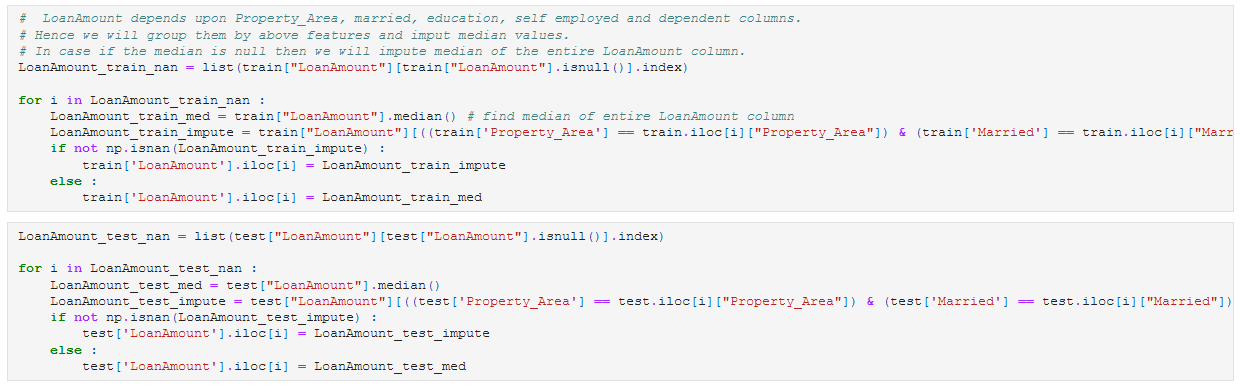 #  LoanAmount depends upon Property_Area, married, education, self employed and dependent columns.
# Hence we will group them by above features and imput median values.
# In case if the median is null then we will impute median of the entire LoanAmount column.
LoanAmount_train_nan = list(train["LoanAmount"][train["LoanAmount"].isnull()].index)
for i in LoanAmount_train_nan :
LoanAmount_train_med = train["LoanAmount"].median() # find median of entire LoanAmount column
LoanAmount_train_impute = train["LoanAmount"][((train['Property_Area'] == train.iloc[i]["Property_Area"]) & (train['Married'] == train.iloc[i]["Marr
if not np.isnan(LoanAmount_train_impute) :
train['LoanAmount'].iloc[i] = LoanAmount_train_impute
else :
train['LoanAmount'].iloc[i] = LoanAmount_train_med
LoanAmount_test_nan = list(test["LoanAmount"][test["LoanAmount"].isnull()].index)
for i in LoanAmount_test_nan :
LoanAmount_test_med = test["LoanAmount"].median()
LoanAmount_test_impute = test["LoanAmount"][((test['Property_Area'] == test.iloc[i]["Property_Area"]) & (test['Married'] == test.iloc[i]["Married"])
if not np.isnan(LoanAmount_test_impute) :
test['LoanAmount'].iloc[i] = LoanAmount_test_impute
else :
test['LoanAmount'].iloc[i] = LoanAmount_test_med